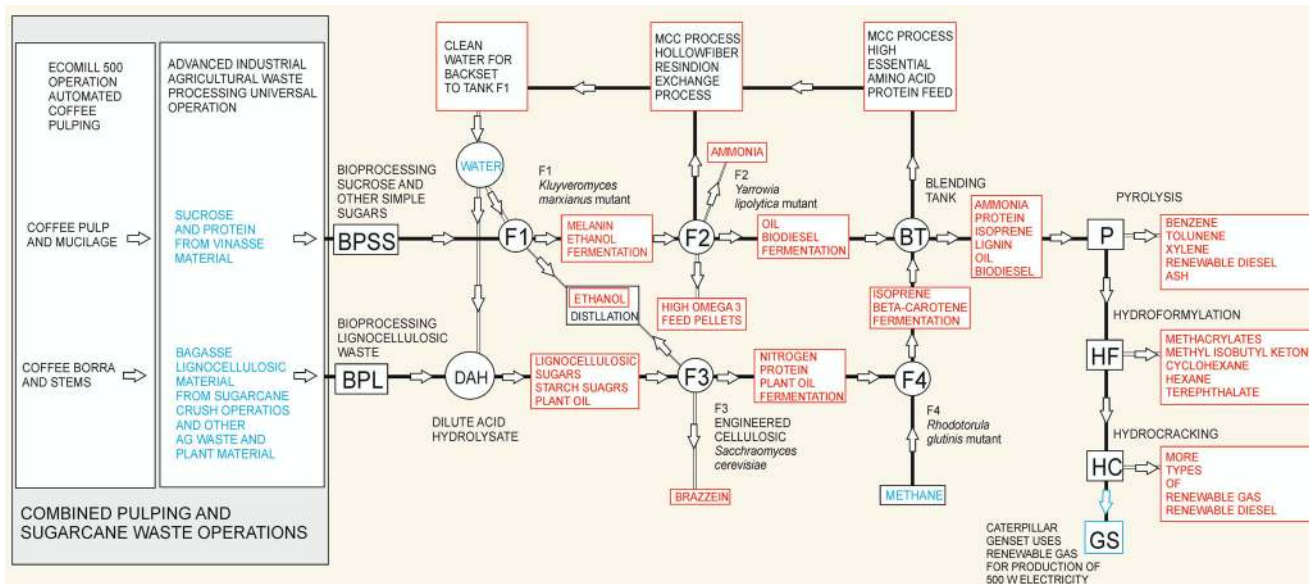 ECOMILL 500
OPERATION
AUTOMATED
COFFEE
PULPING
COFFEE PULP
AND MUCILAGE
COFFEE BORRA
AND STEMS
ADVANCED INDUSTRIAL
AGRICULTURAL WASTE
PROCESSING UNIVERSAL
OPERATION
SUCROSE
AND PROTEIN
FROM VINASSE
MATERIAL
BAGASSE
LIGNOCELLULOSIC
MATERIAL
FROM SUGARCANE
CRUSH OPERATIOS
AND OTHER
AG WASTE AND
PLANT MATERIAL
COMBINED PULPING AND
SUGARCANE WASTE OPERATIONS
CLEAN
WATER FOR
BACKSET
TO TANK F1
MCC PROCESS
HOLLOWFIBER
RESINDION
EXCHANGE
PROCESS
MCC PROCESS
HIGH
ESSENTIAL
AMINO ACID
PROTEIN FEED
WATER
BIOPROCESSING
SUCROSE AND
OTHER SIMPLE
SUGARS
BPSS
F1
Kluyveromyces
marxianus mutant
F1
MELANIN
ETHANOL
FERMENTATION
AMMONIA
F2
Yarrowia
lipolytica mutant
F2
OIL
BIODIESEL
FERMENTATION
HIGH OMEGA 3
FEED PELLETS
BLENDING
TANK
BT
AMMONIA
PROTEIN
ISOPRENE
LIGNIN
OIL
BIODIESEL
PYROLYSIS
P
BENZENE
TOLUNENE
XYLENE
RENEWABLE DIESEL
ASH
ETHANOL
DISTLLATION
ISOPRENE
BETA-CAROTENE
FERMENTATION
BIOPROCESSING
LIGNOCELLULOSIC
WASTE
BPL
DAH
DILUTE ACID
HYDROLYSATE
LIGNOCELLULOSIC
SUGARS
STARCH SUAGRS
PLANT OIL
F3
F3
ENGINEERED
CELLULOSIC
Sacchraomyces
cerevisiae
BRAZZEIN
NITROGEN
PROTEIN
PLANT OIL
FERMENTATION
F4
F4
Rhodotorula
glutinis mutant
METHANE
HYDROFORMYLATION
HF
METHACRYLATES
METHYL ISOBUTYL KETON
CYCLOHEXANE
HEXANE
TEREPHTHALATE
HYDROCRACKING
HC
MORE
TYPES
OF
RENEWABLE GAS
RENEWABLE DIESEL
GS
CATERPILLAR
GENSET USES
RENEWABLE GAS
FOR PRODUCTION OF
500 W ELECTRICITY